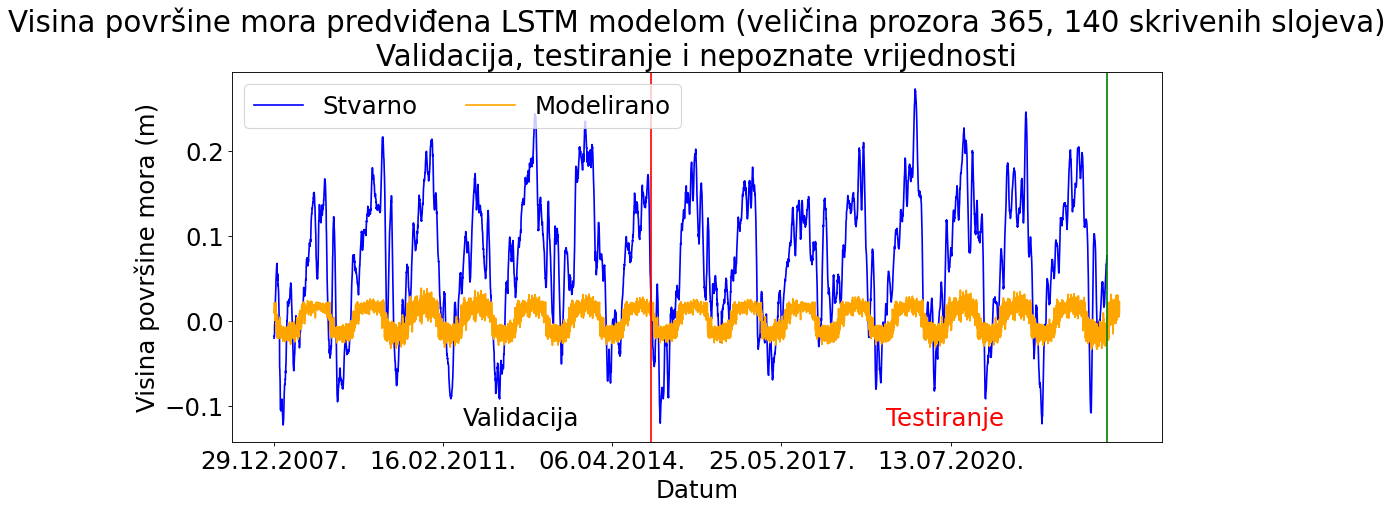 Visina površine mora predviđena LSTM modelom (veličina prozora 365, 140 skrivenih slojeva)
Validacija, testiranje i nepoznate vrijednosti
Stvarno Modelirano
Visina površine mora (m)
0.2
0.1
0.0
−0.1
Validacija Testiranje
29.12.2007. 16.02.2011. 06.04.2014. 25.05.2017. 13.07.2020.
Datum